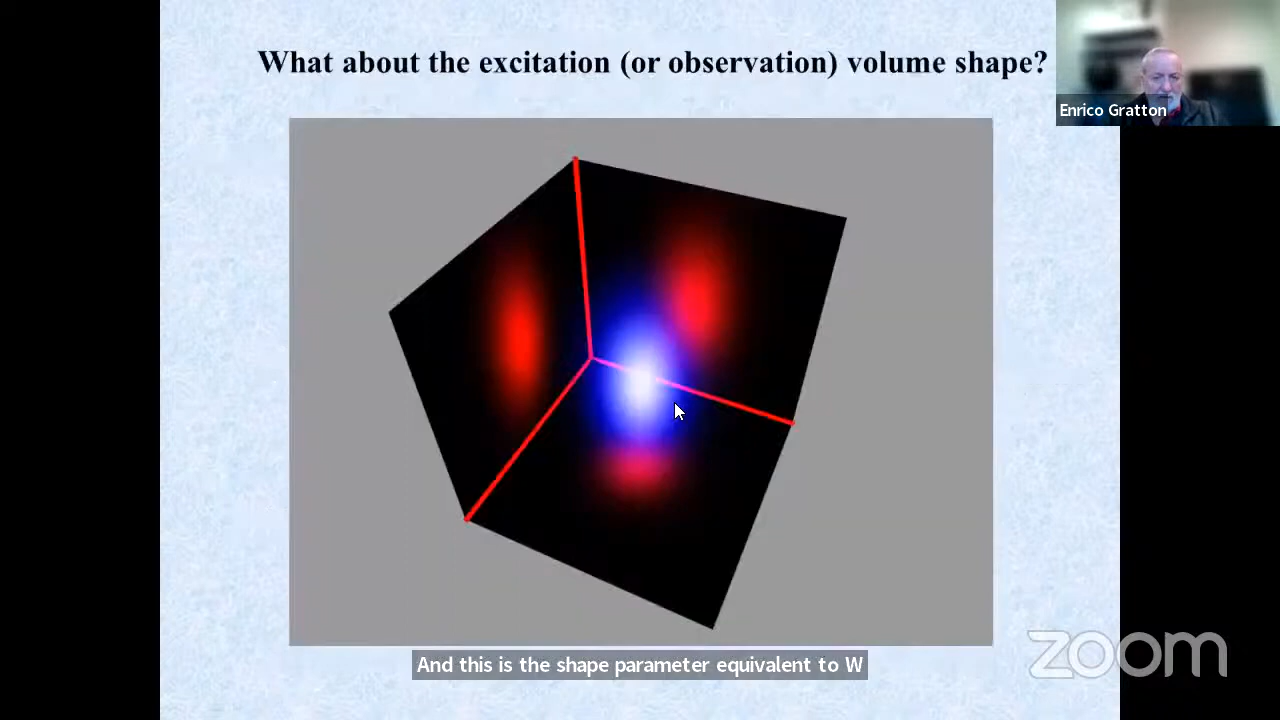 What about the excitation (or observation) volume shape?
Enrico Gratton
And this is the shape parameter equivalent to W
zoom